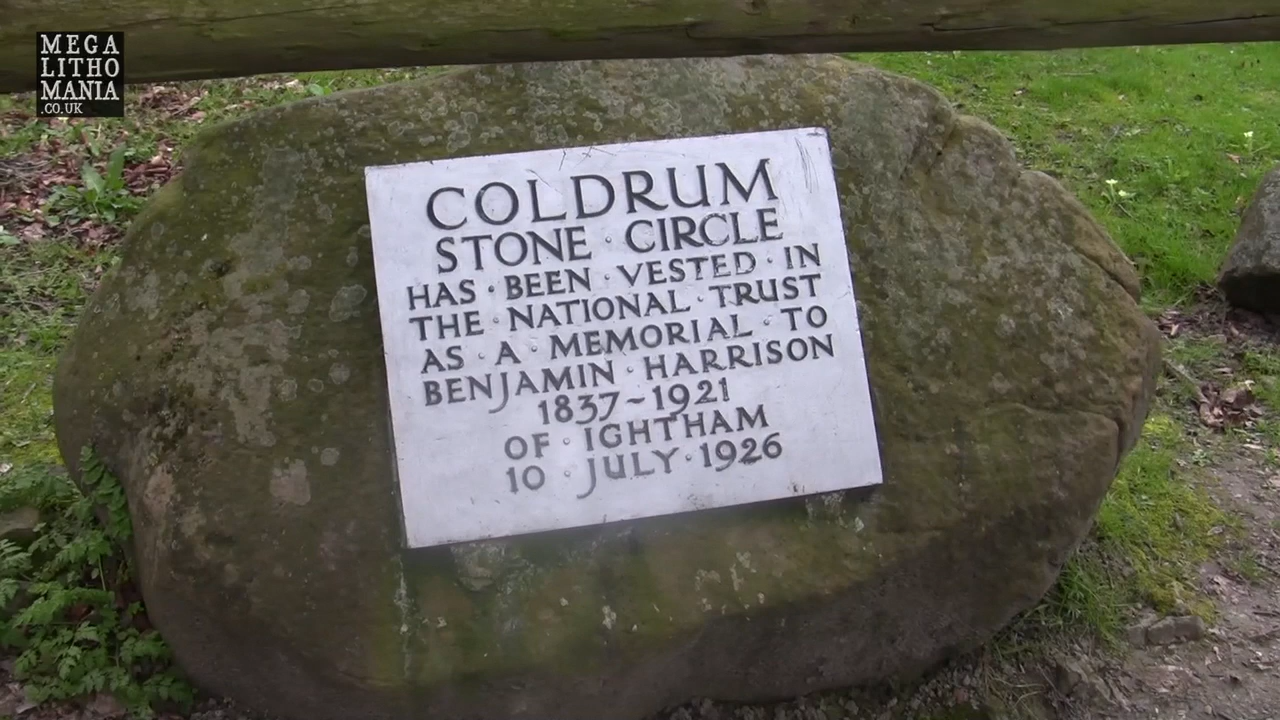 MEGA
LITHO
MANIA
.CO.UK
COLDRUM
STONE · CIRCLE
HAS · BEEN · VESTED · IN
THE · NATIONAL · TRUST
AS · A · MEMORIAL · TO
BENJAMIN · HARRISON
1837~1921
OF · IGHTHAM
10 · JULY · 1926